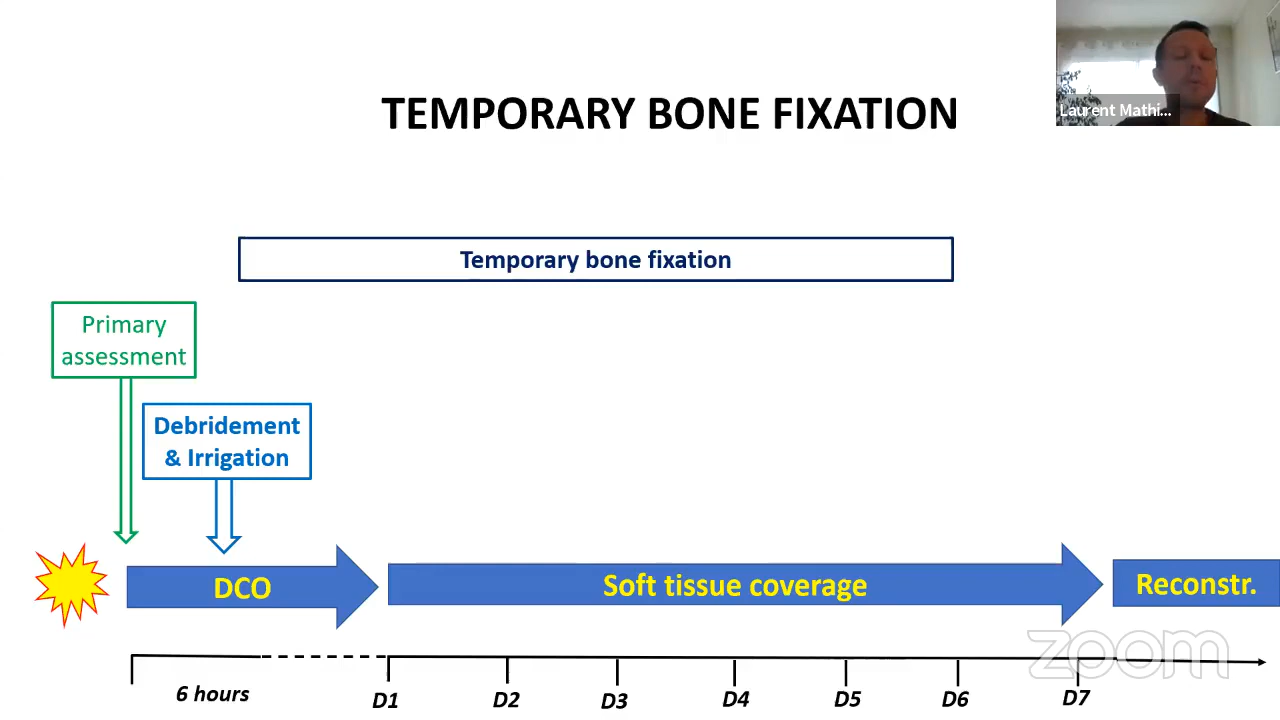 Laurent Mathi...
TEMPORARY BONE FIXATION
Temporary bone fixation
Primary
assessment
Debridement
& Irrigation
DCO
Soft tissue coverage
Reconstr.
zoom
6 hours
D1
D2
D3
D4
D5
D6
D7